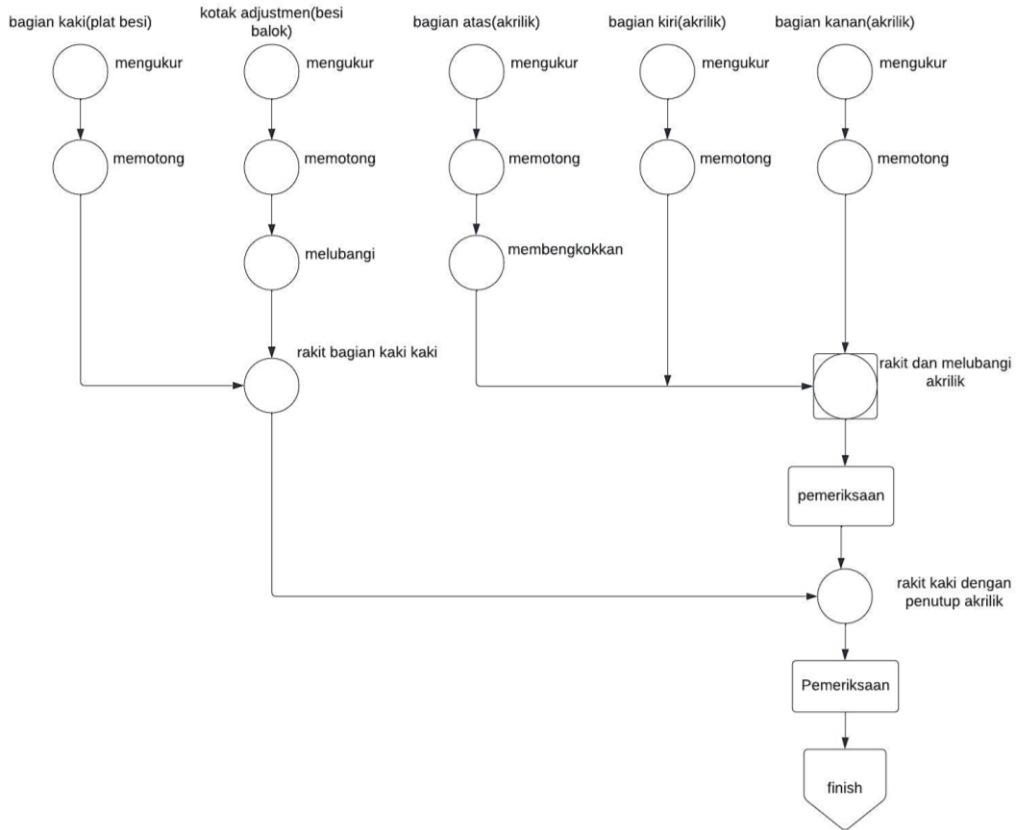 bagian kaki(plat besi)
kotak adjustmen(besi
balok)
bagian atas(akrilik)
bagian kiri(akrilik)
bagian kanan(akrilik)
mengukur
mengukur
mengukur
mengukur
mengukur
memotong
memotong
memotong
memotong
memotong
melubangi
membengkokkan
rakit bagian kaki kaki
rakit dan melubangi
akrilik
pemeriksaan
rakit kaki dengan
penutup akrilik
Pemeriksaan
finish